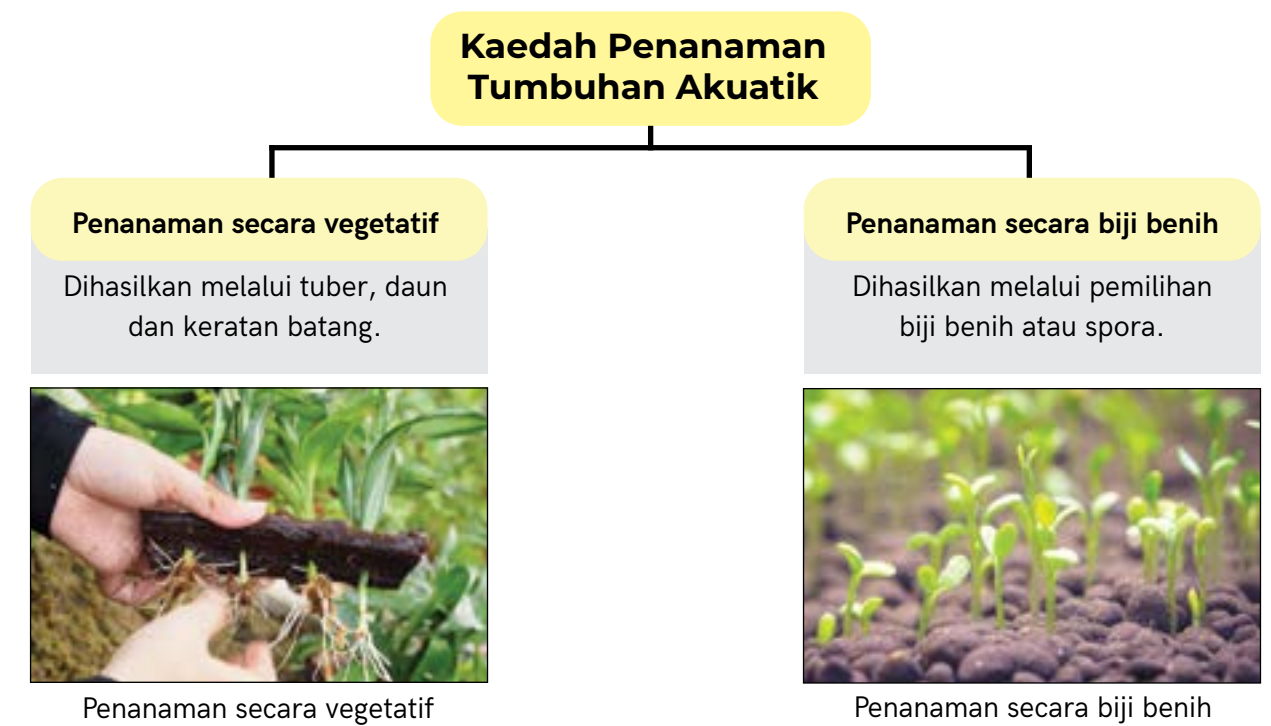 Kaedah Penanaman
Tumbuhan Akuatik
Penanaman secara vegetatif
Dihasilkan melalui tuber, daun
dan keratan batang.
Penanaman secara vegetatif
Penanaman secara biji benih
Dihasilkan melalui pemilihan
biji benih atau spora.
Penanaman secara biji benih